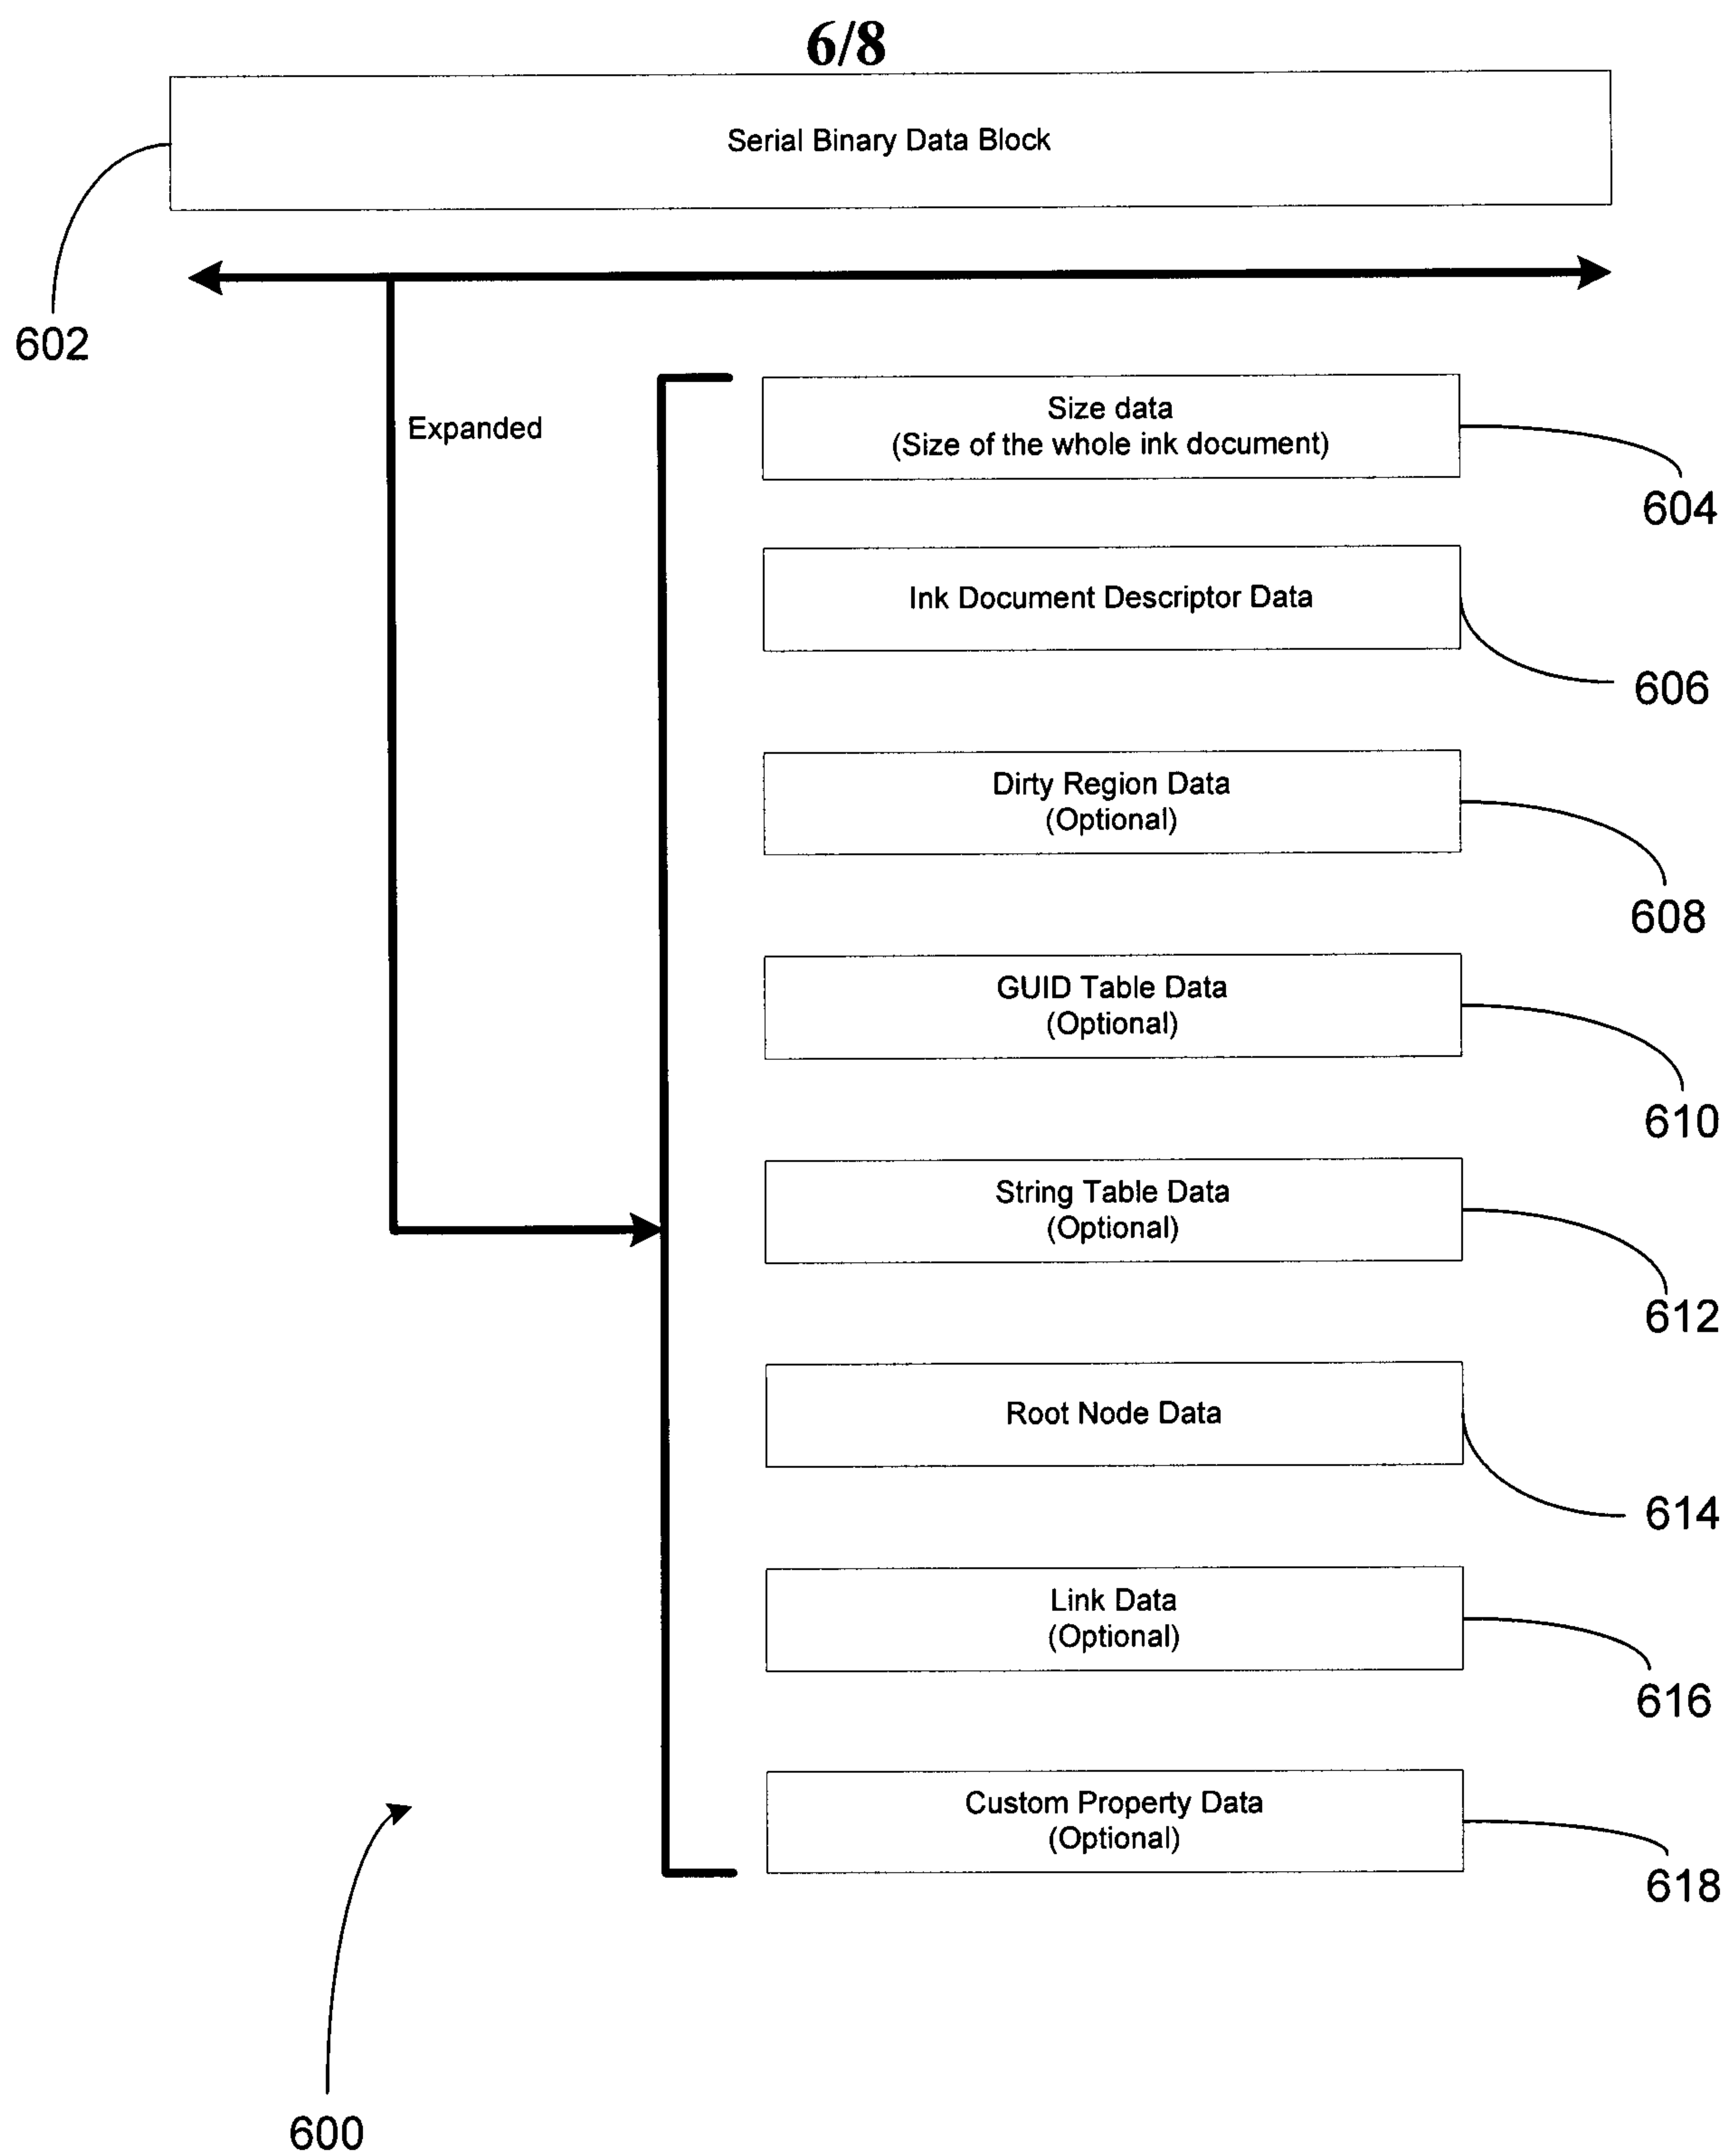 6/8
Serial Binary Data Block
602
Expanded
Size data
(Size of the whole ink document)
604
Ink Document Descriptor Data
606
Dirty Region Data
(Optional)
608
GUID Table Data
(Optional)
610
String Table Data
(Optional)
612
Root Node Data
614
Link Data
(Optional)
616
Custom Property Data
(Optional)
618
600